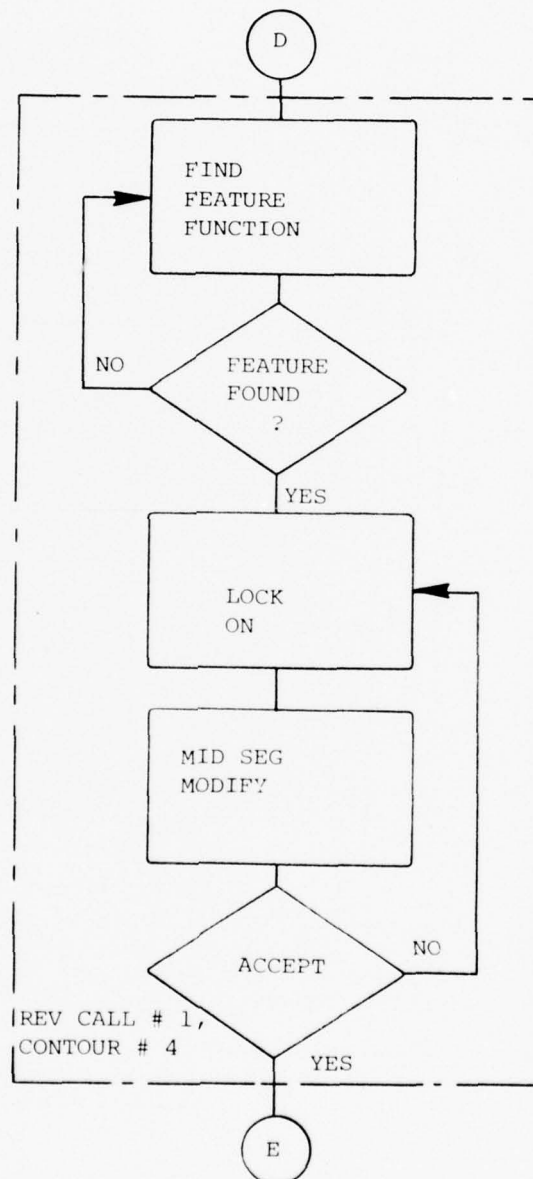 D
FIND
FEATURE
FUNCTION
NO
FEATURE
FOUND
?
YES
LOCK
ON
MID SEG
MODIFY
ACCEPT
NO
REV CALL # 1,
CONTOUR # 4
YES
E